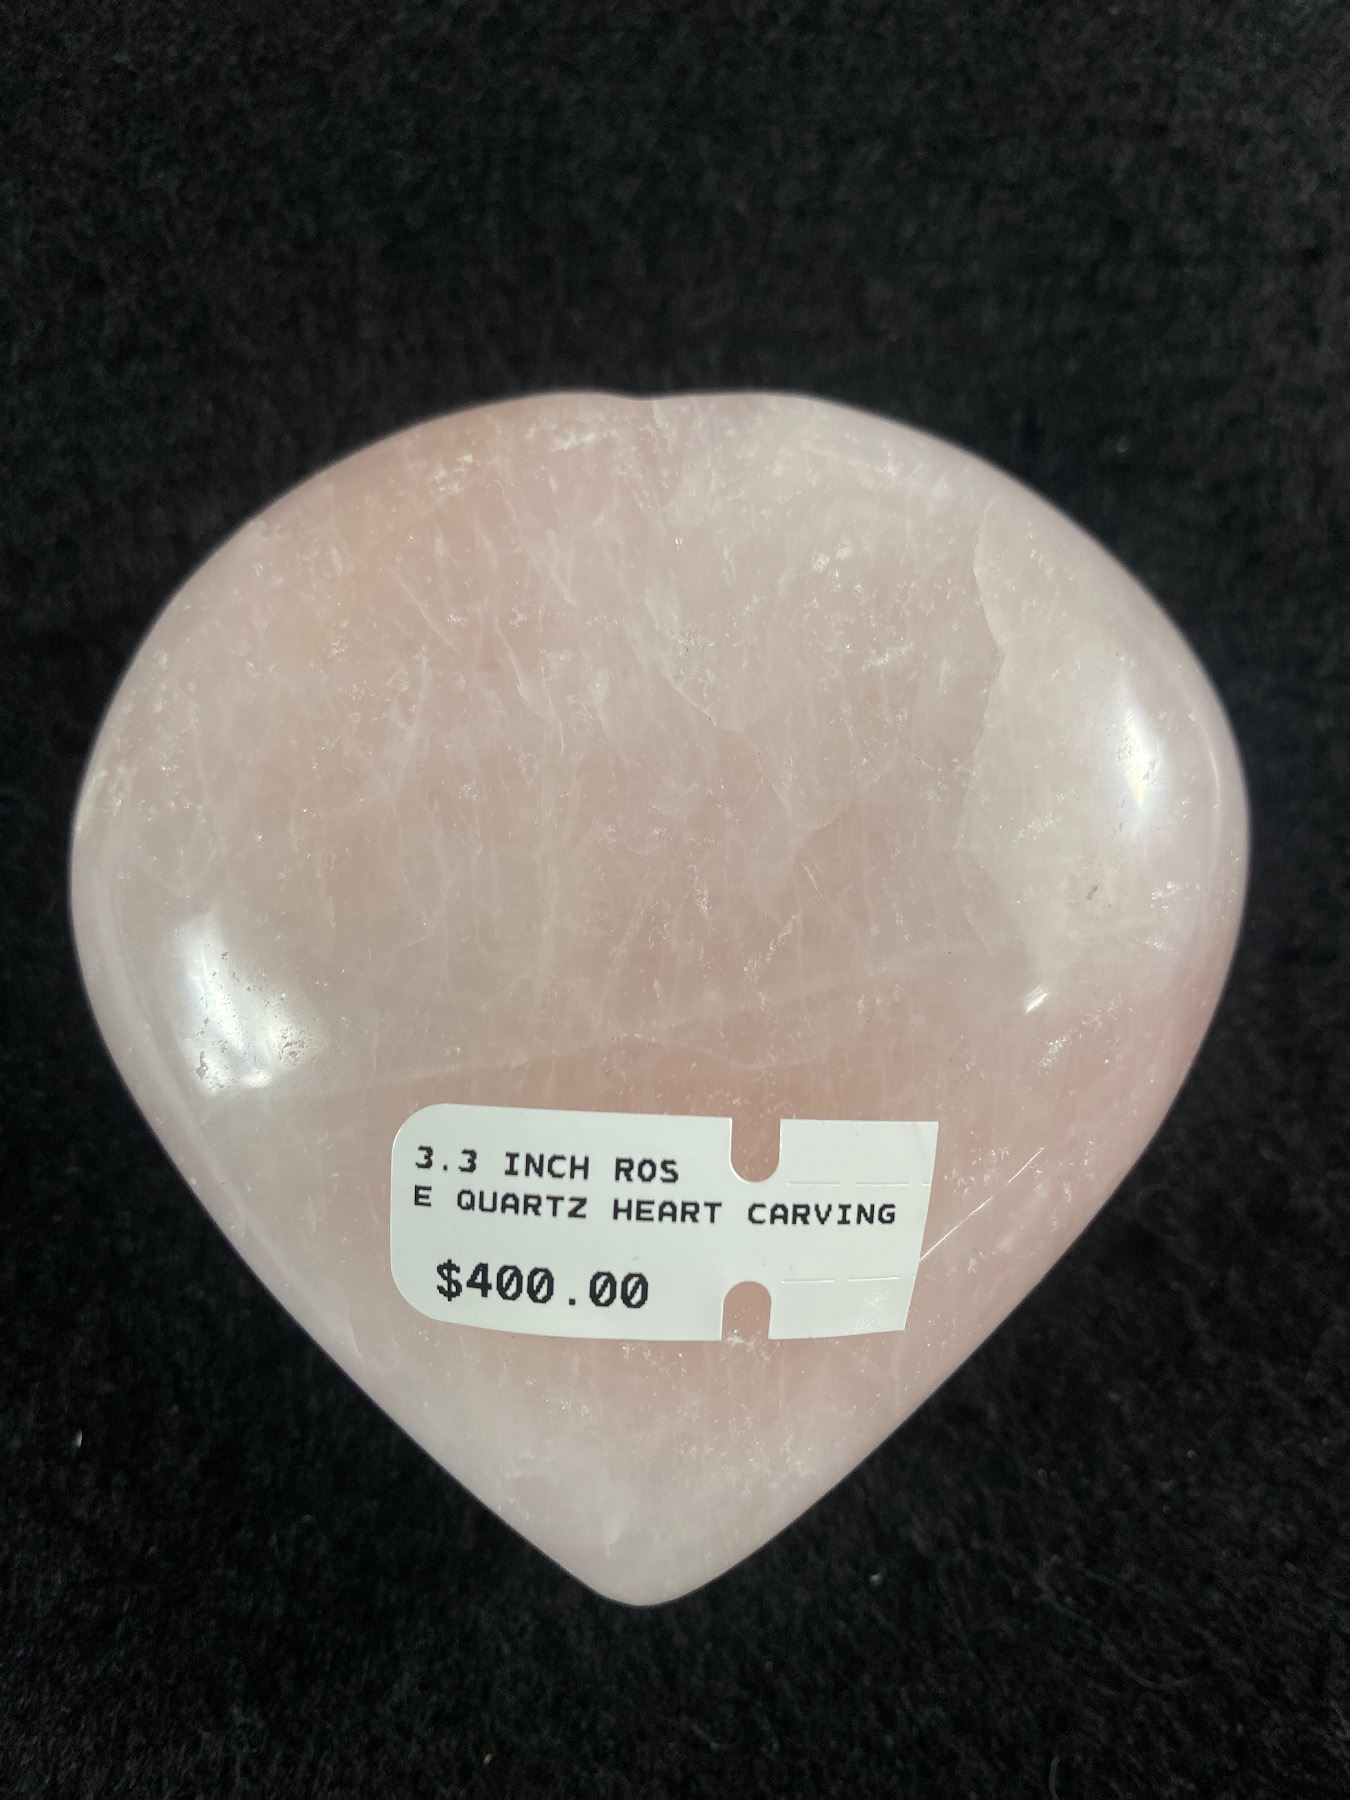 3.3 INCH ROS
E QUARTZ HEART CARVING
$400.00